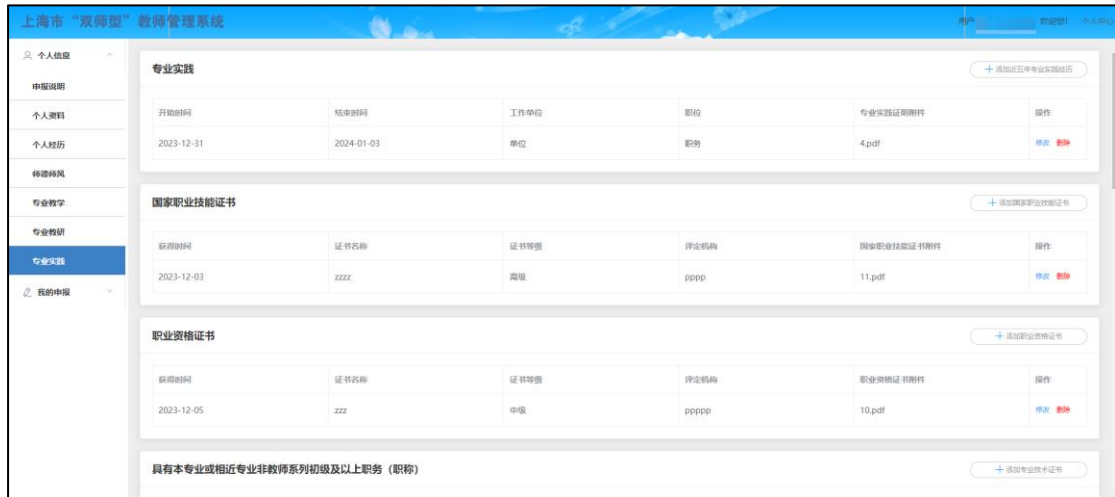 上海市“双师型”教师管理系统
用户 欢迎您! 个人中心
个人信息
申报说明
个人资料
个人经历
师德师风
专业教学
专业教研
专业实践
我的申报
专业实践
添加近五年专业实践经历
开始时间 结束时间 工作单位 职位 专业实践证明附件 操作
2023-12-31 2024-01-03 单位 职务 4.pdf 修改 删除
国家职业技能证书
添加国家职业技能证书
获得时间 证书名称 证书等级 评定机构 国家职业技能证书附件 操作
2023-12-03 zzzz 高级 pppp 11.pdf 修改 删除
职业资格证书
添加职业资格证书
获得时间 证书名称 证书等级 评定机构 职业资格证书附件 操作
2023-12-05 zzz 中级 ppppp 10.pdf 修改 删除
具有本专业或相近专业非教师系列初级及以上职务（职称）
添加专业技术证书